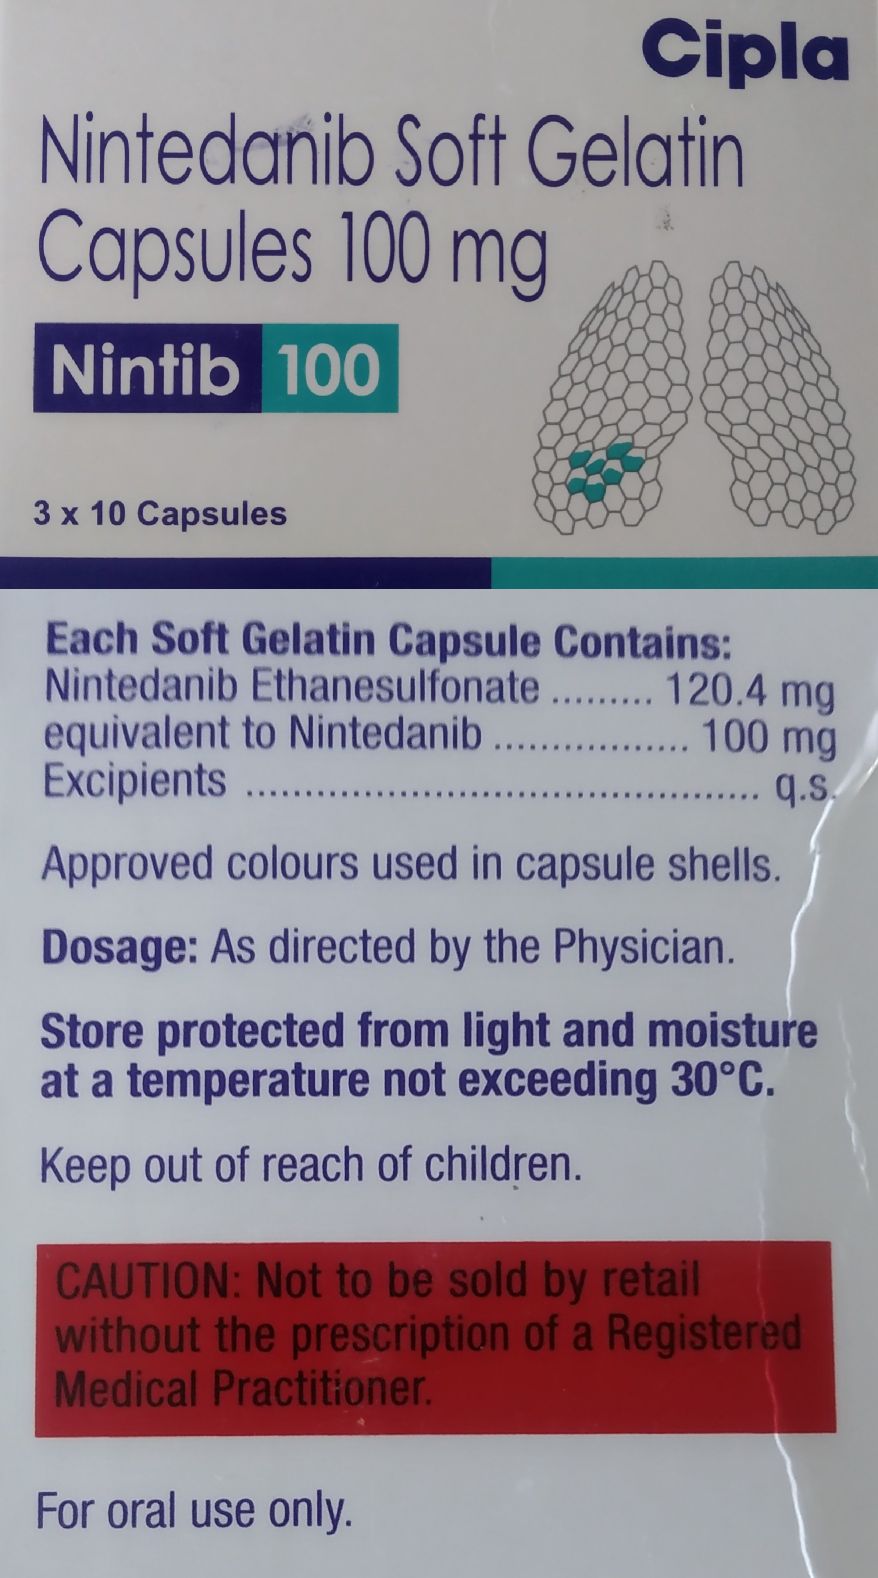 Cipla
Nintedanib Soft Gelatin
Capsules 100 mg
Nintib 100
3 x 10 Capsules
Each Soft Gelatin Capsule Contains:
Nintedanib Ethanesulfonate ......... 120.4 mg
equivalent to Nintedanib ................. 100 mg
Excipients ............................................. q.s.
Approved colours used in capsule shells.
Dosage: As directed by the Physician.
Store protected from light and moisture
at a temperature not exceeding 30°C.
Keep out of reach of children.
CAUTION: Not to be sold by retail
without the prescription of a Registered
Medical Practitioner.
For oral use only.